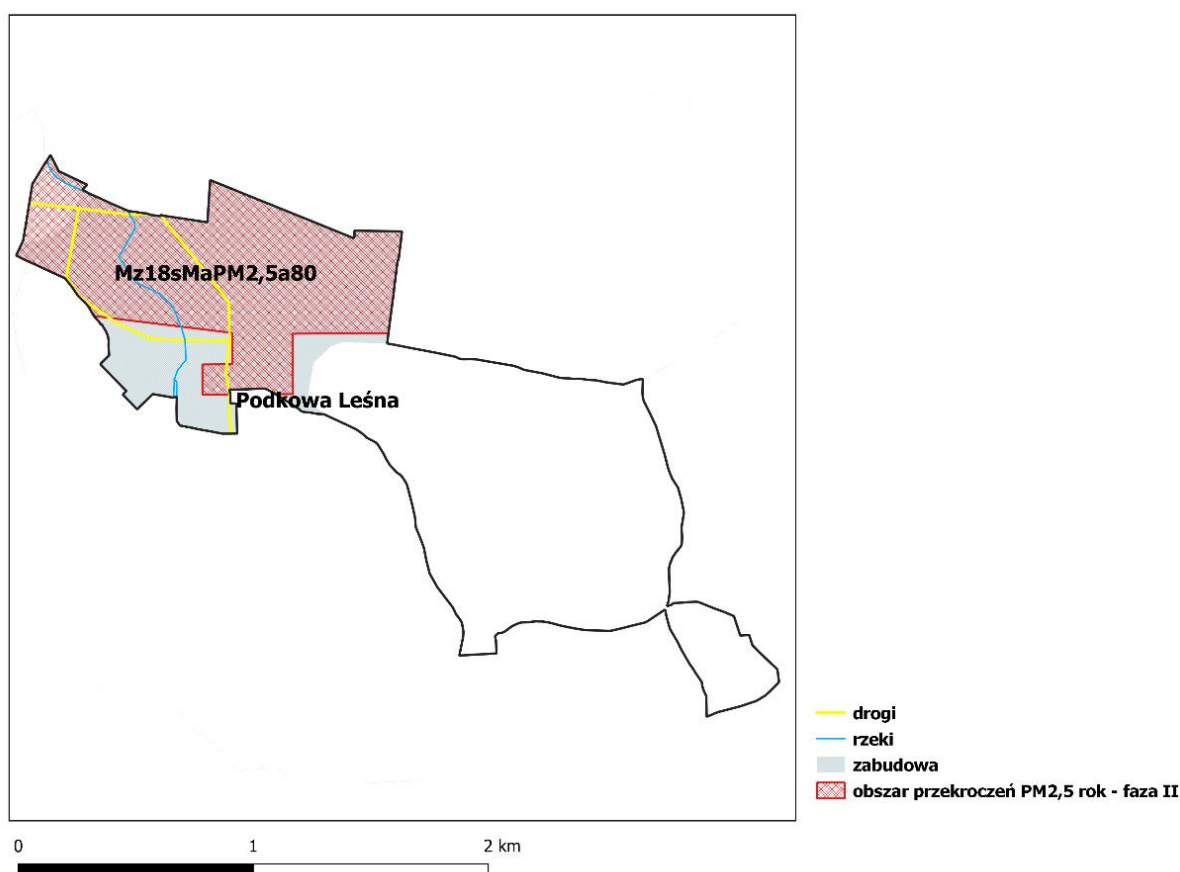 Mz18sMaPM2,5a80
Podkowa Leśna
drogi
rzeki
zabudowa
obszar przekroczeń PM2,5 rok - faza II
0 1 2 km